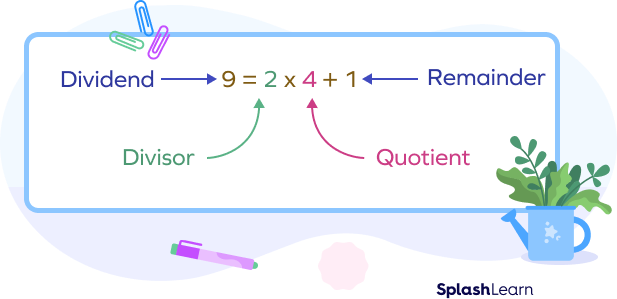 Dividend 9 = 2 x 4 + 1 Remainder
Divisor Quotient
SplashLearn